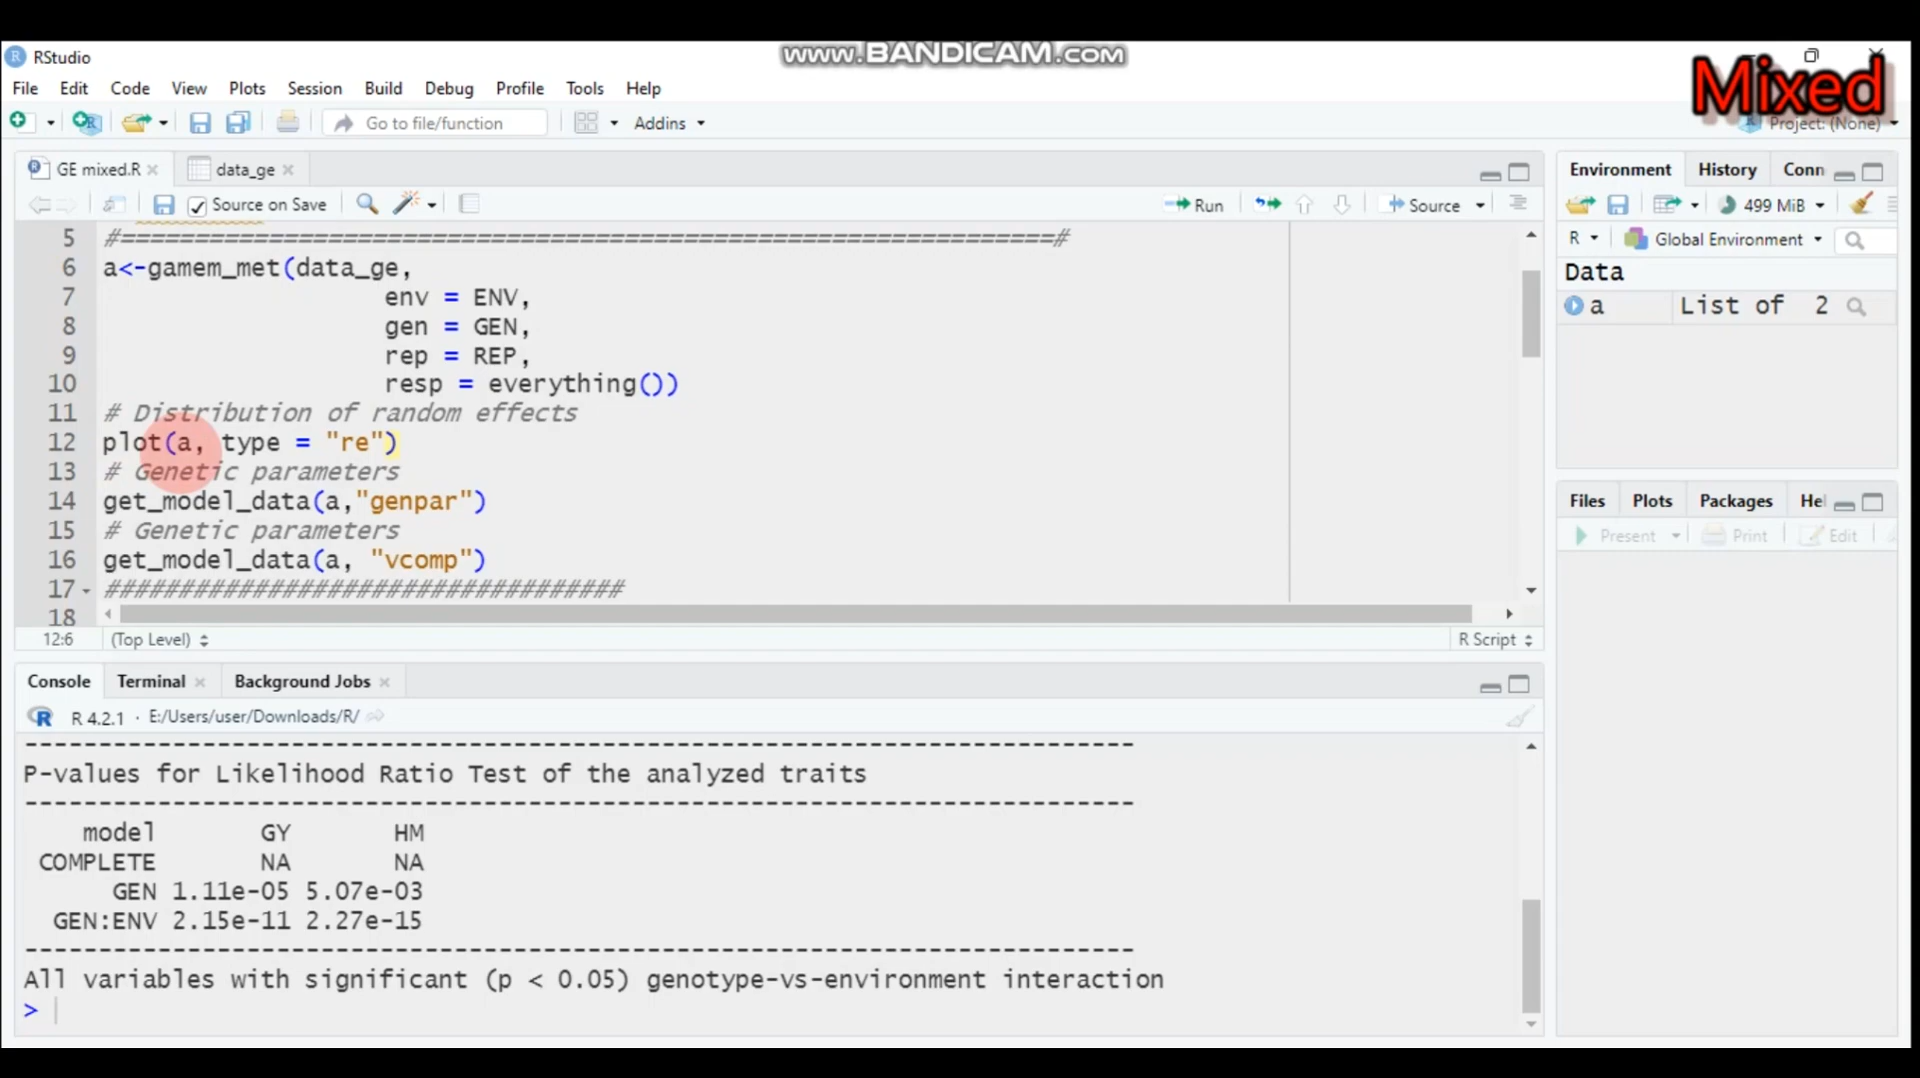 www.BANDICAM.com
RStudio
Mixed
File Edit Code View Plots Session Build Debug Profile Tools Help
Go to file/function Addins Project: (None)
GE mixed.R data_ge
Source on Save Run Source
5 #===============================================================#
6 a<-gamem_met(data_ge,
7 env = ENV,
8 gen = GEN,
9 rep = REP,
10 resp = everything())
11 # Distribution of random effects
12 plot(a, type = "re")
13 # Genetic parameters
14 get_model_data(a,"genpar")
15 # Genetic parameters
16 get_model_data(a, "vcomp")
17 ###################################
18
12:6 (Top Level) R Script
Console Terminal Background Jobs
R 4.2.1 · E:/Users/user/Downloads/R/
---------------------------------------------------------------------------
P-values for Likelihood Ratio Test of the analyzed traits
---------------------------------------------------------------------------
model GY HM
COMPLETE NA NA
GEN 1.11e-05 5.07e-03
GEN:ENV 2.15e-11 2.27e-15
---------------------------------------------------------------------------
All variables with significant (p < 0.05) genotype-vs-environment interaction
>
Environment History Conn
499 MiB
R Global Environment
Data
a List of 2
Files Plots Packages Hel
Present Print Edit